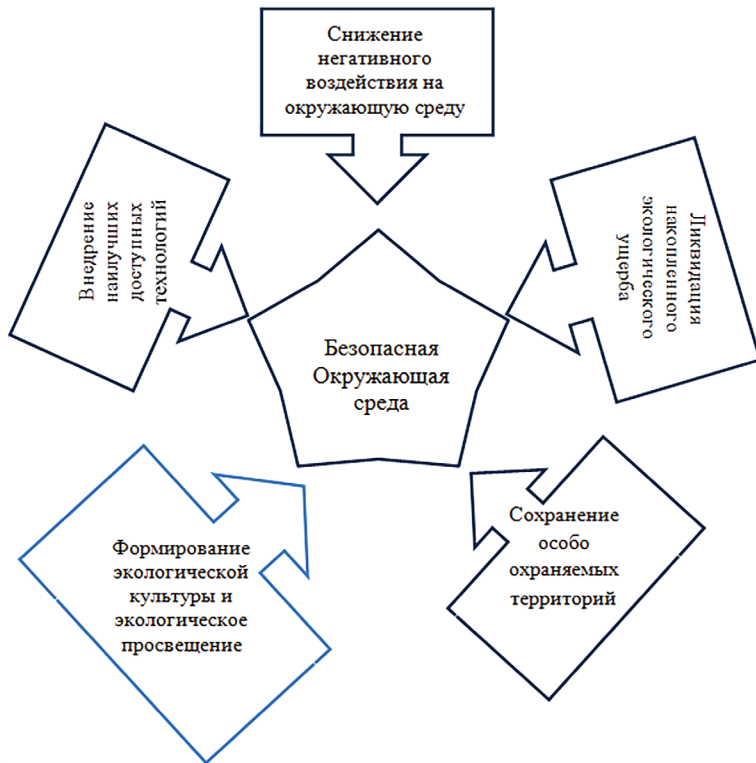 Снижение
негативного
воздействия на
окружающую среду
Внедрение
наилучших
доступных
технологий
Ликвидация
накопленного
экологического
ущерба
Безопасная
Окружающая
среда
Формирование
экологической
культуры и
экологическое
просвещение
Сохранение
особо
охраняемых
территорий